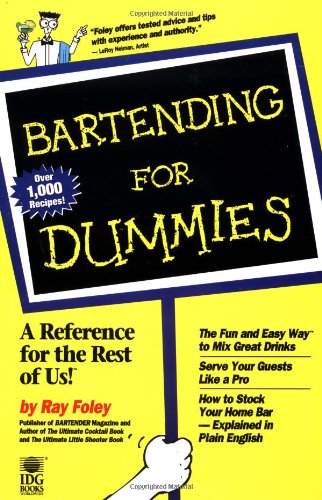 "Foley offers tested advice and tips
with experience and authority."
— LeRoy Neiman, Artist
BARTENDING
FOR
DUMMIES
Over
1,000
Recipes!
A Reference
for the Rest
of Us!™
by Ray Foley
Publisher of BARTENDER Magazine and
Author of The Ultimate Cocktail Book
and The Ultimate Little Shooter Book
The Fun and Easy Way™
to Mix Great Drinks
Serve Your Guests
Like a Pro
How to Stock
Your Home Bar
— Explained in
Plain English
IDG
BOOKS
WORLDWIDE